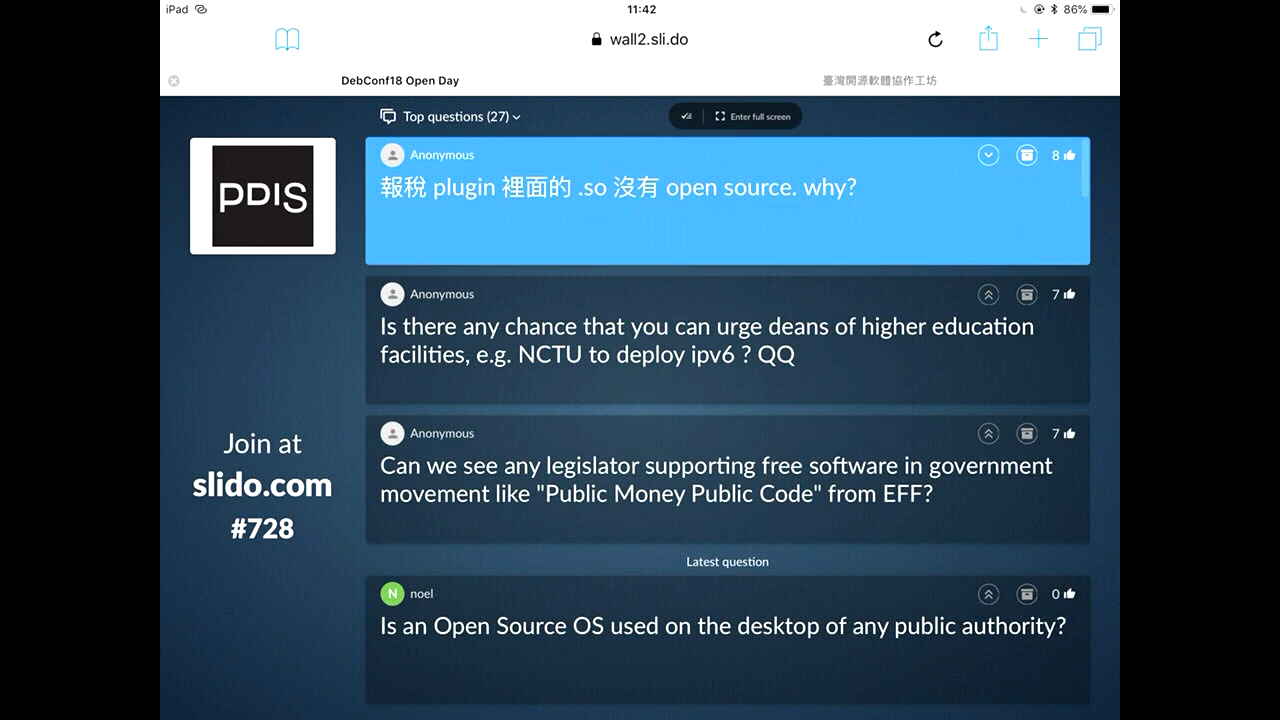 iPad
11:42
86%
wall2.sli.do
DebConf18 Open Day
臺灣開源軟體協作工坊
Top questions (27)
Enter full screen
PDIS
Anonymous
8
報稅 plugin 裡面的 .so 沒有 open source. why?
Anonymous
7
Is there any chance that you can urge deans of higher education
facilities, e.g. NCTU to deploy ipv6 ? QQ
Anonymous
7
Can we see any legislator supporting free software in government
movement like "Public Money Public Code" from EFF?
Join at
slido.com
#728
Latest question
N
noel
0
Is an Open Source OS used on the desktop of any public authority?